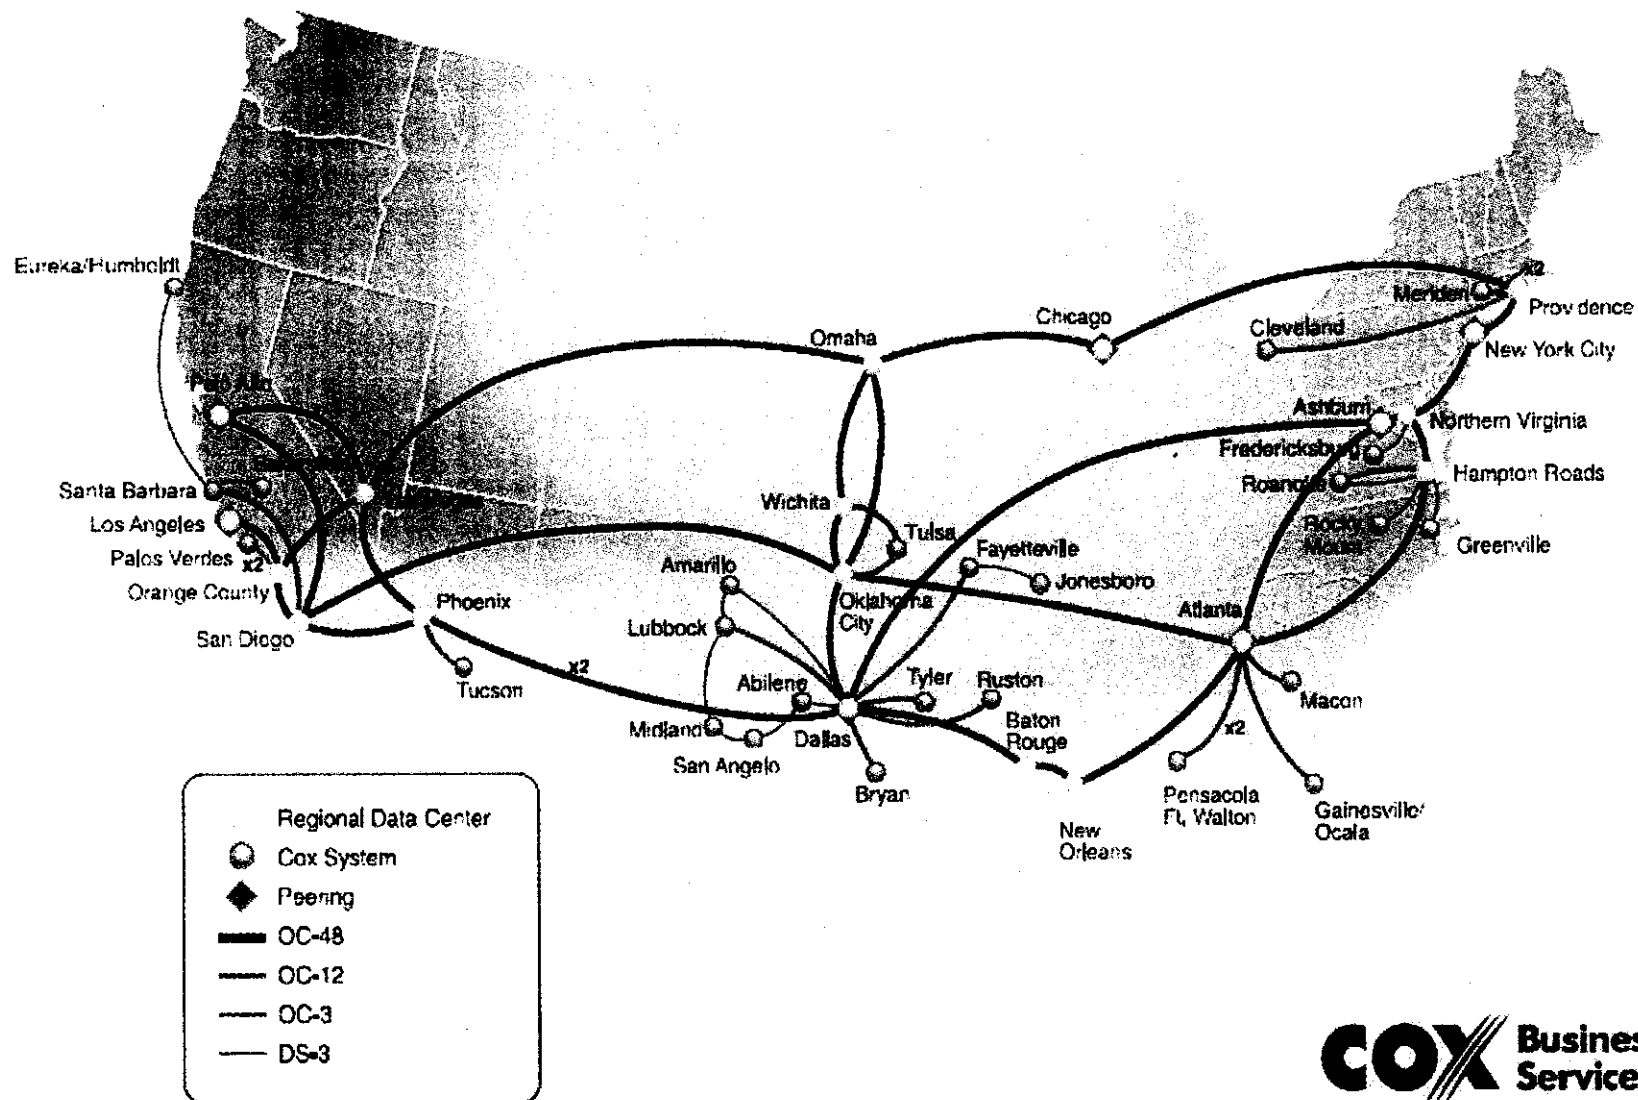 Eureka/Humboldt
x2
Meriden
Providence
Chicago
Cleveland
Omaha
New York City
Palo Alto
Ashburn
Northern Virginia
Fredericksburg
Hampton Roads
Roanoke
Santa Barbara
Wichita
Los Angeles
Tulsa
Rocky
Mount
Palos Verdes
x2
Fayetteville
Greenville
Amarillo
Jonesboro
Orange County
Phoenix
Oklahoma
City
Atlanta
San Diego
Lubbock
x2
Tucson
Abilene
Tyler
Ruston
Macon
Midland
Dallas
Baton
Rouge
x2
San Angelo
Bryan
Pensacola
Ft. Walton
Gainesville/
Ocala
New
Orleans
Regional Data Center
Cox System
Peering
OC-48
OC-12
OC-3
DS-3
COX Busines
Service